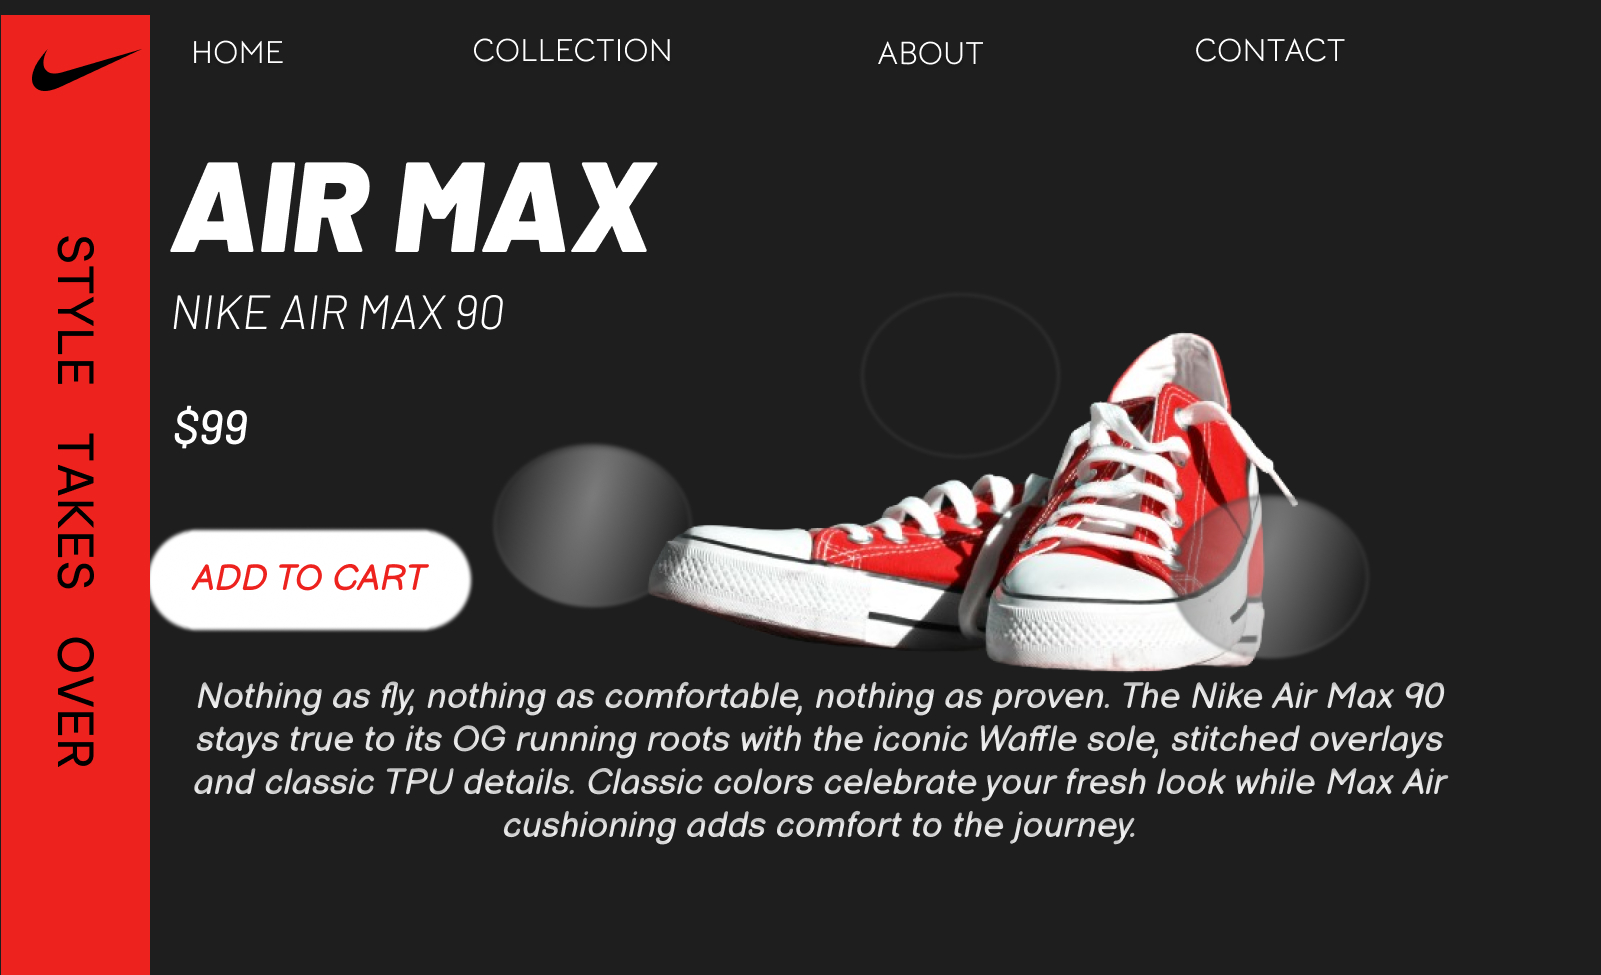 HOME COLLECTION ABOUT CONTACT
STYLE TAKES OVER
AIR MAX
NIKE AIR MAX 90
$99
ADD TO CART
Nothing as fly, nothing as comfortable, nothing as proven. The Nike Air Max 90
stays true to its OG running roots with the iconic Waffle sole, stitched overlays
and classic TPU details. Classic colors celebrate your fresh look while Max Air
cushioning adds comfort to the journey.